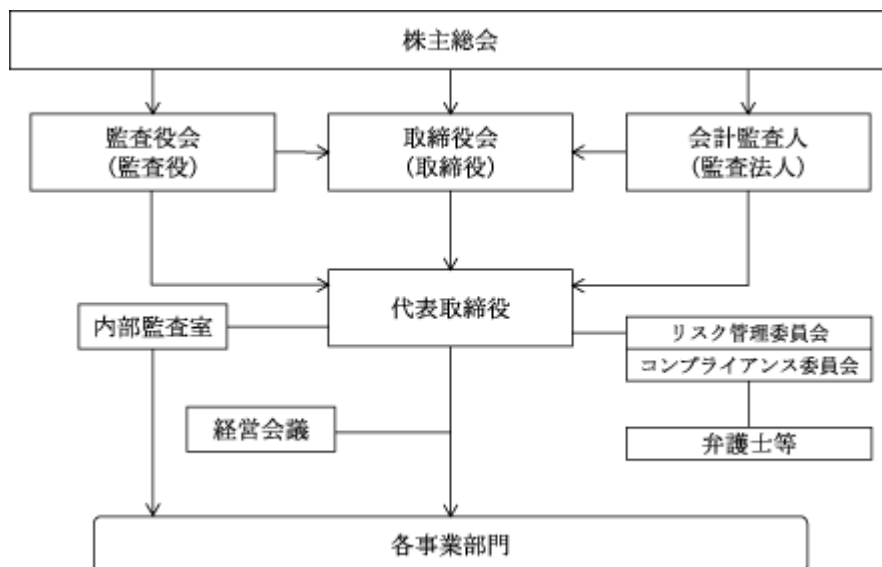 株主総会
監査役会
(監査役)
取締役会
(取締役)
会計監査人
(監査法人)
代表取締役
内部監査室
リスク管理委員会
コンプライアンス委員会
経営会議
弁護士等
各事業部門